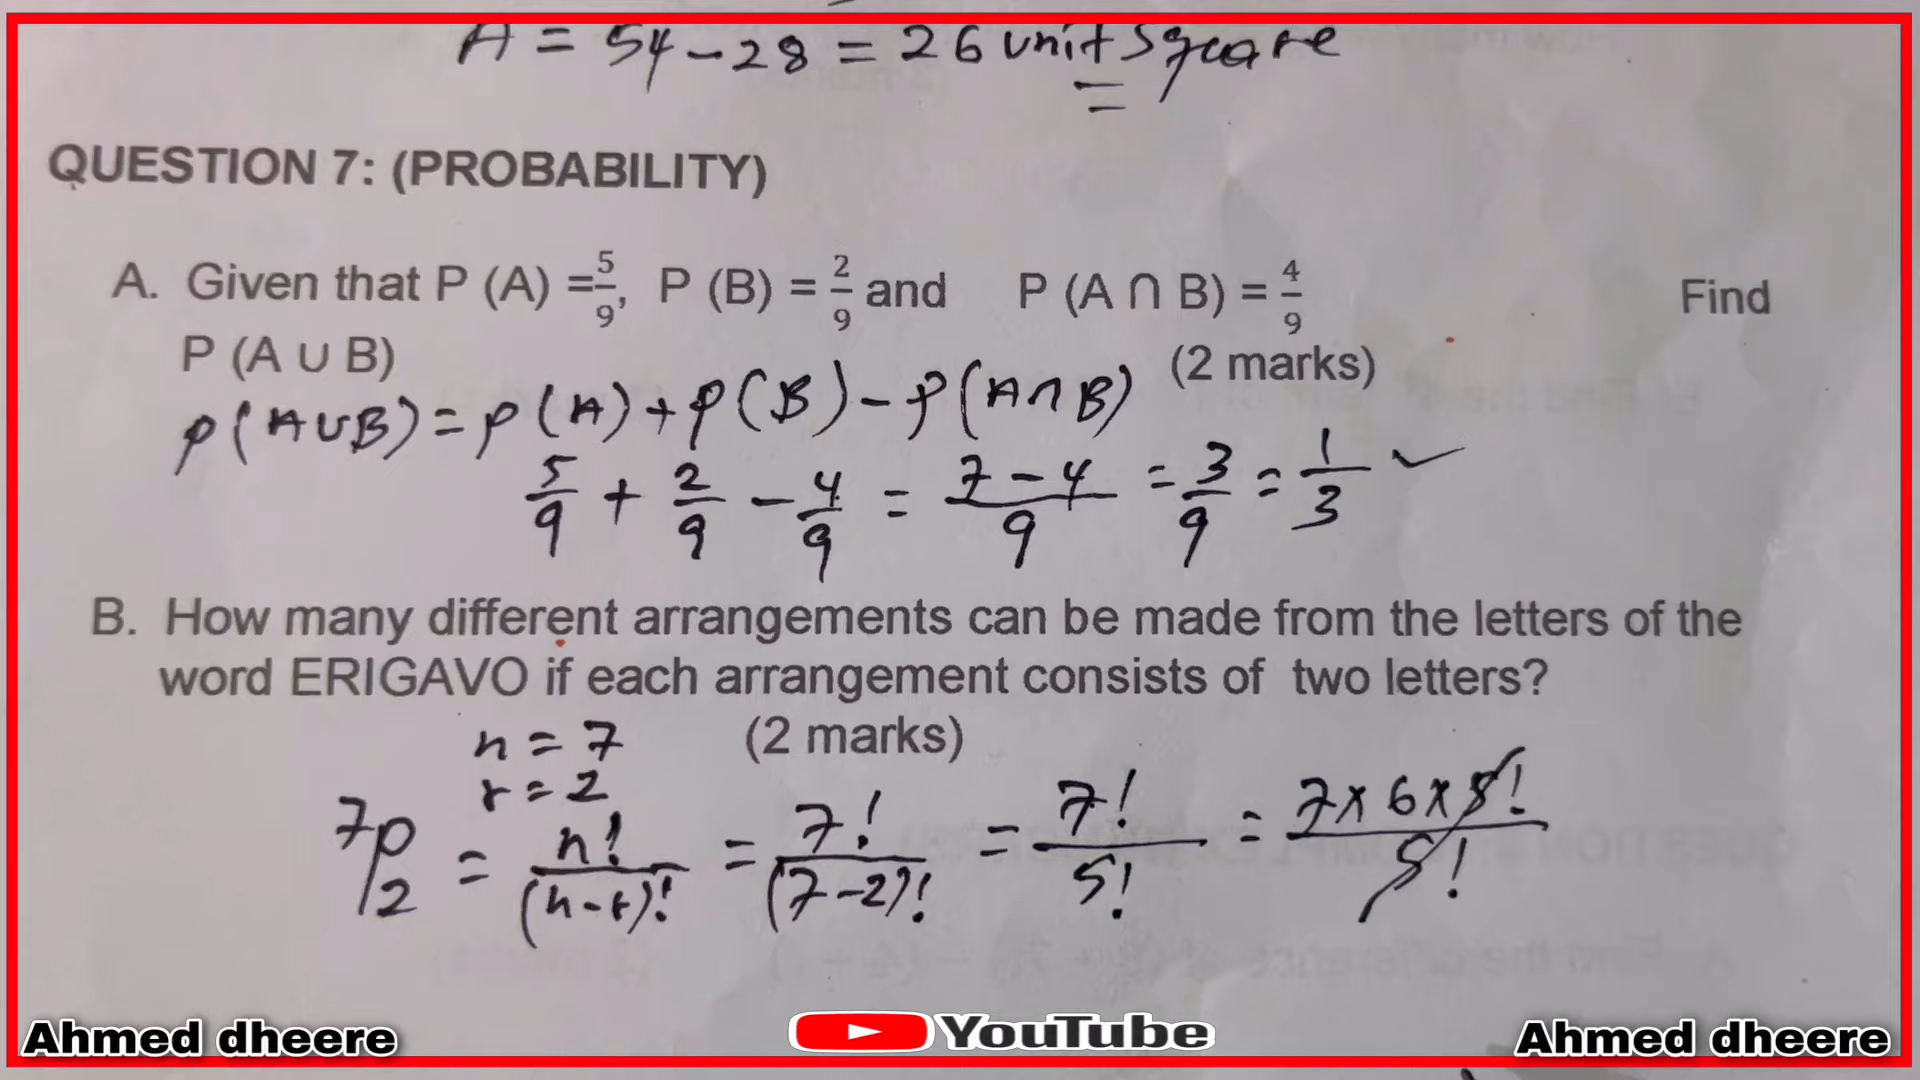 A = 54 - 28 = 26 unit square
QUESTION 7: (PROBABILITY)
A. Given that P (A) = 5/9, P (B) = 2/9 and P (A ∩ B) = 4/9 Find
P (A ∪ B) (2 marks)
P(A∪B) = P(A) + P(B) - P(A∩B)
5/9 + 2/9 - 4/9 = 7-4/9 = 3/9 = 1/3 ✓
B. How many different arrangements can be made from the letters of the
word ERIGAVO if each arrangement consists of two letters?
n = 7 (2 marks)
r = 2
7P2 = n!/(n-r)! = 7!/(7-2)! = 7!/5! = 7x6x5!/5!
Ahmed dheere YouTube Ahmed dheere